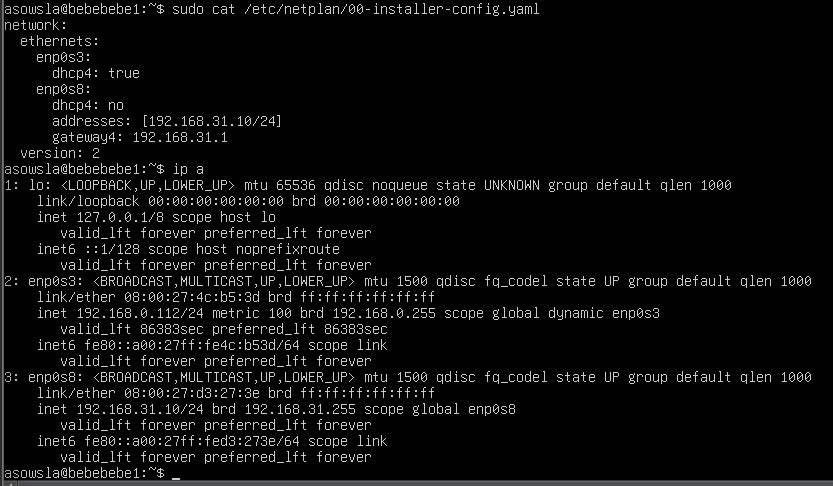 asowsla@bebebebe1:~$ sudo cat /etc/netplan/00-installer-config.yaml
network:
  ethernets:
    enp0s3:
      dhcp4: true
    enp0s8:
      dhcp4: no
      addresses: [192.168.31.10/24]
      gateway4: 192.168.31.1
  version: 2
asowsla@bebebebe1:~$ ip a
1: lo: <LOOPBACK,UP,LOWER_UP> mtu 65536 qdisc noqueue state UNKNOWN group default qlen 1000
    link/loopback 00:00:00:00:00:00 brd 00:00:00:00:00:00
    inet 127.0.0.1/8 scope host lo
       valid_lft forever preferred_lft forever
    inet6 ::1/128 scope host noprefixroute
       valid_lft forever preferred_lft forever
2: enp0s3: <BROADCAST,MULTICAST,UP,LOWER_UP> mtu 1500 qdisc fq_codel state UP group default qlen 1000
    link/ether 08:00:27:4c:b5:3d brd ff:ff:ff:ff:ff:ff
    inet 192.168.0.112/24 metric 100 brd 192.168.0.255 scope global dynamic enp0s3
       valid_lft 86383sec preferred_lft 86383sec
    inet6 fe80::a00:27ff:fe4c:b53d/64 scope link
       valid_lft forever preferred_lft forever
3: enp0s8: <BROADCAST,MULTICAST,UP,LOWER_UP> mtu 1500 qdisc fq_codel state UP group default qlen 1000
    link/ether 08:00:27:d3:27:3e brd ff:ff:ff:ff:ff:ff
    inet 192.168.31.10/24 brd 192.168.31.255 scope global enp0s8
       valid_lft forever preferred_lft forever
    inet6 fe80::a00:27ff:fed3:273e/64 scope link
       valid_lft forever preferred_lft forever
asowsla@bebebebe1:~$ _